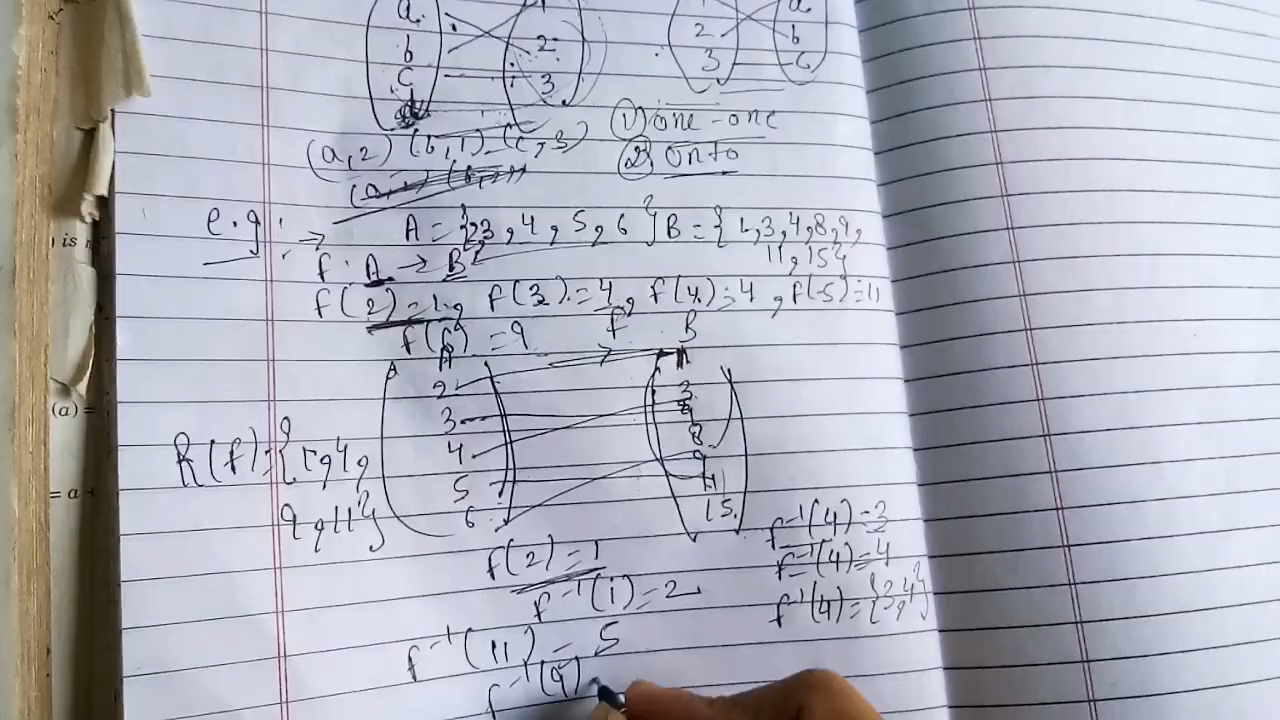 a 1 1 a
b 2 2 b
c 3 3 c
(a,2) (b,1) (c,3)
① one-one
② onto
e.g:→ A = {2,3,4,5,6} B = {1,3,4,8,9,
11,15}
f: A → B
f(2)=1, f(3)=4, f(4)=4, f(5)=11
f(6)=9
f
A B
2
3 3
4 8
5 9
6 11
15
R(f)={1,4,
9,11}
f(2)=1
f⁻¹(1)=2
f⁻¹(4)=3
f⁻¹(4)=4
f⁻¹(4)={3,4}
f⁻¹(11)=5
f⁻¹(9)
) is
(a) =
= a